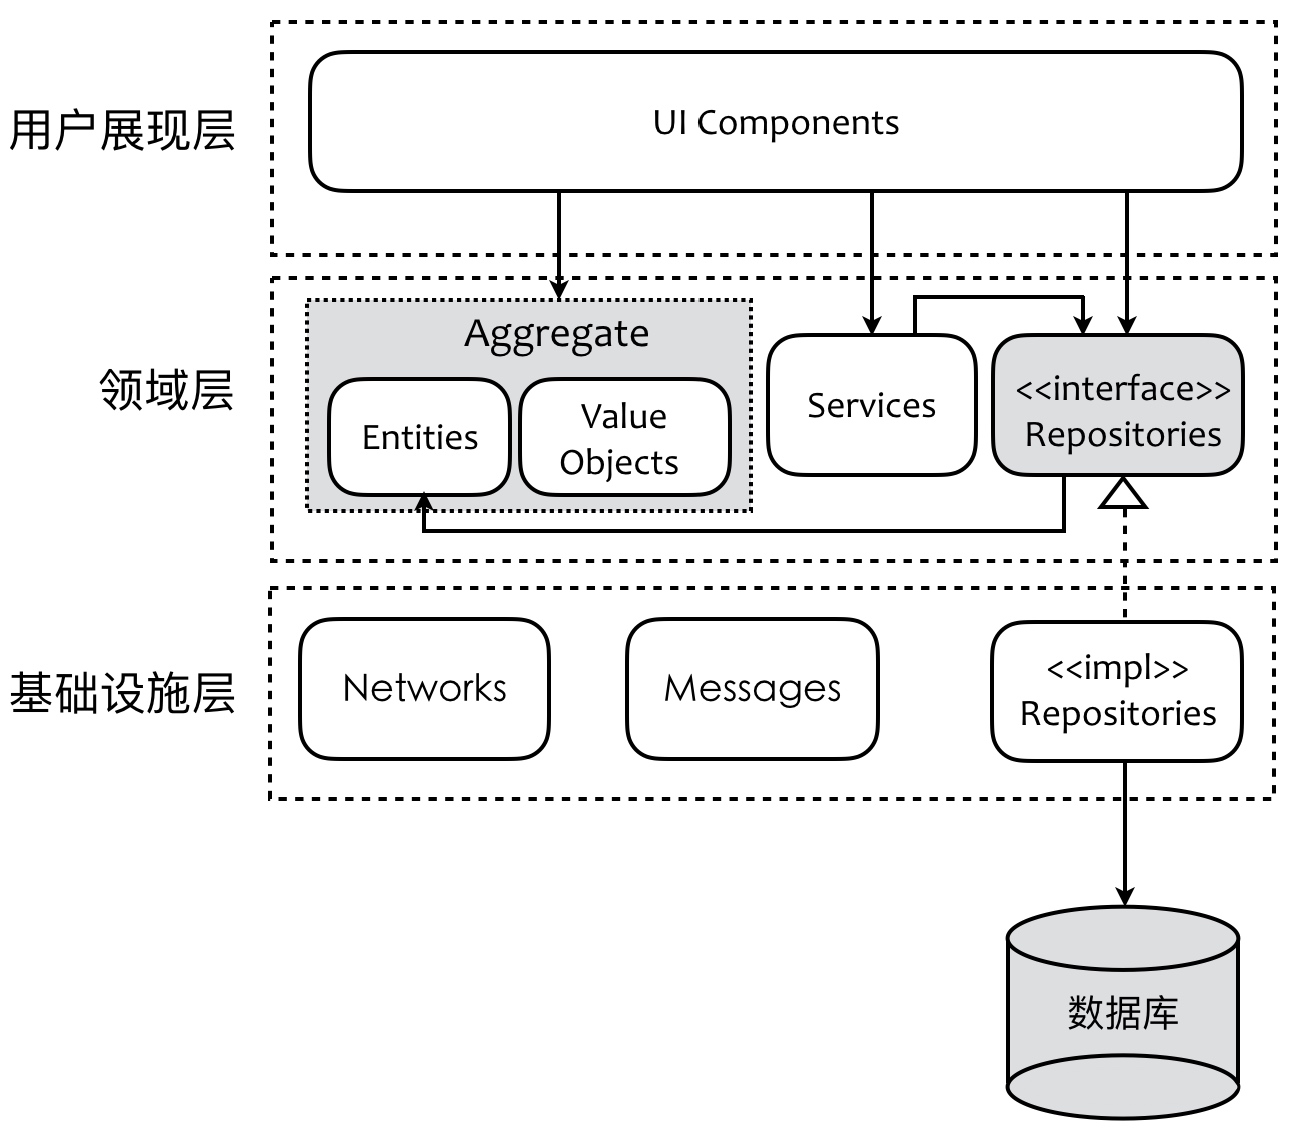 用户展现层
UI Components
领域层
Aggregate
Entities
Value
Objects
Services
<<interface>>
Repositories
基础设施层
Networks
Messages
<<impl>>
Repositories
数据库